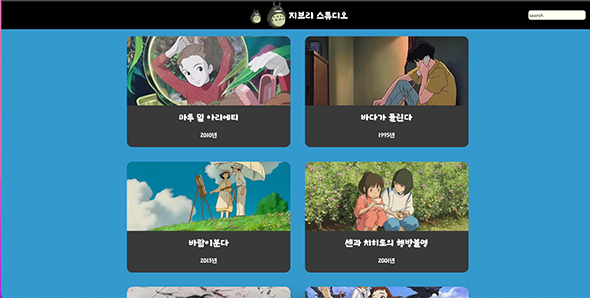 지브리 스튜디오
search
마루 밑 아리에티
2010년
바다가 들린다
1995년
바람이분다
2013년
센과 치히로의 행방불명
2001년